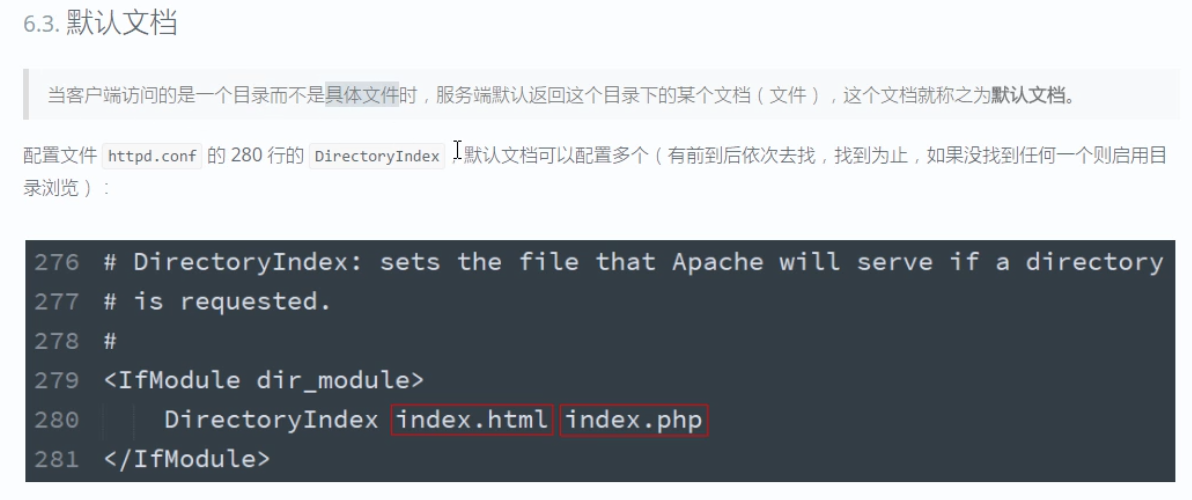 6.3. 默认文档
当客户端访问的是一个目录而不是具体文件时，服务端默认返回这个目录下的某个文档（文件），这个文档就称之为默认文档。
配置文件 httpd.conf 的 280 行的 DirectoryIndex ，默认文档可以配置多个（有前到后依次去找，找到为止，如果没找到任何一个则启用目
录浏览）：
276 # DirectoryIndex: sets the file that Apache will serve if a directory
277 # is requested.
278 #
279 <IfModule dir_module>
280 DirectoryIndex index.html index.php
281 </IfModule>